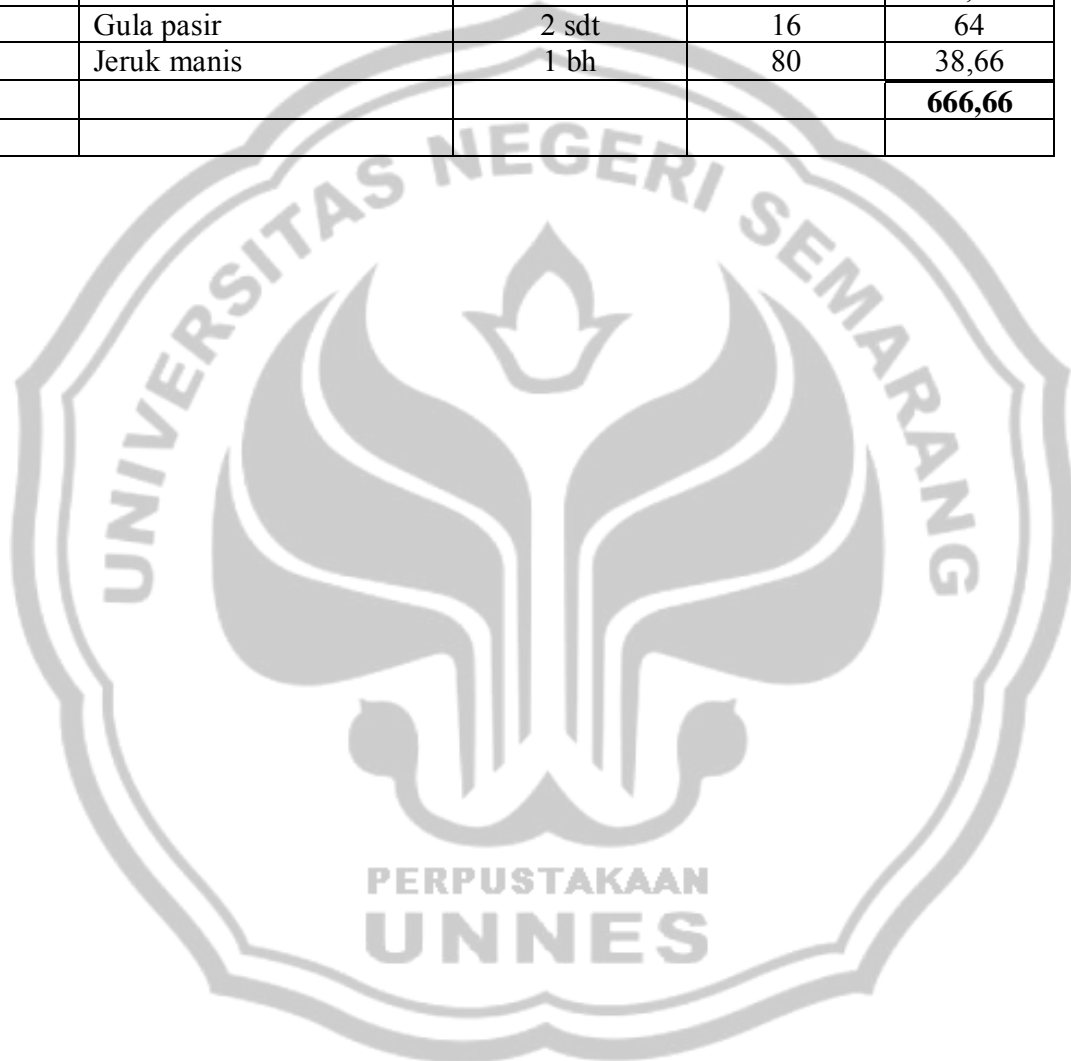 Gula pasir 2 sdt 16 64
Jeruk manis 1 bh 80 38,66
666,66
UNIVERSITAS NEGERI SEMARANG
PERPUSTAKAAN
UNNES